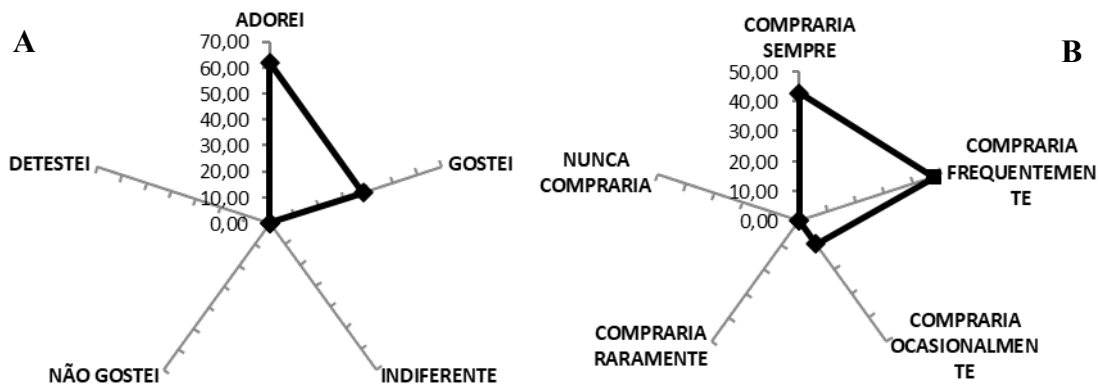 A
ADOREI
70,00
60,00
50,00
40,00
30,00
20,00
10,00
0,00
GOSTEI
INDIFERENTE
NÃO GOSTEI
DETESTEI
B
COMPRARIA
SEMPRE
50,00
40,00
30,00
20,00
10,00
0,00
COMPRARIA
FREQUENTEMEN
TE
COMPRARIA
OCASIONALMEN
TE
COMPRARIA
RARAMENTE
NUNCA
COMPRARIA